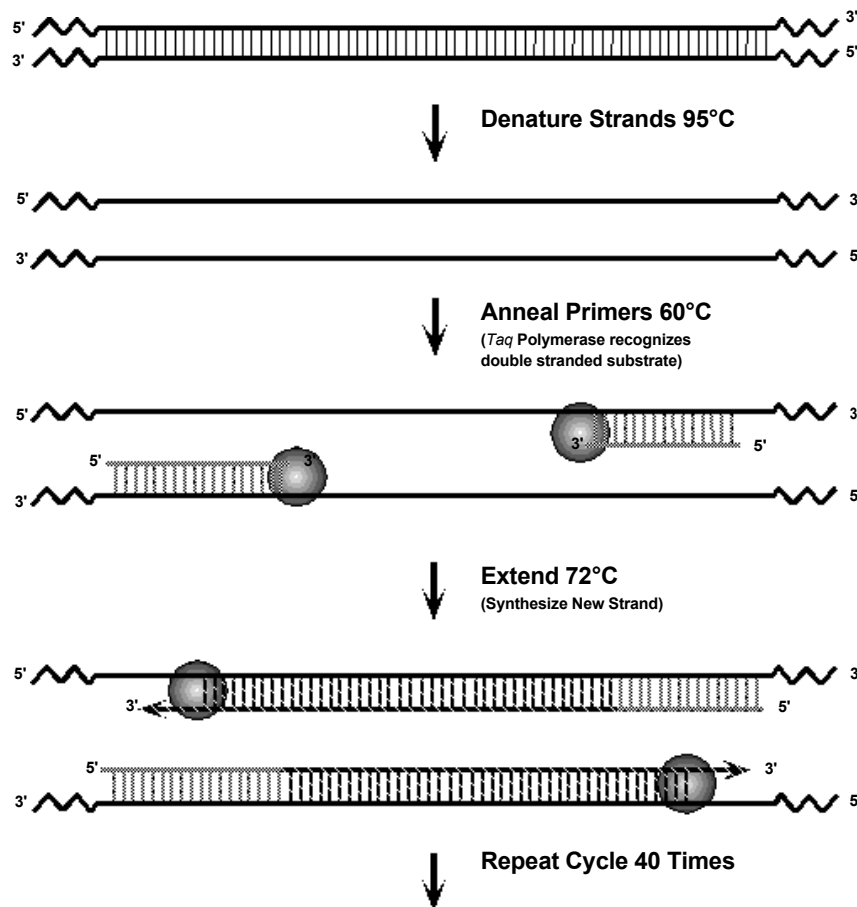 5' 3'
3' 5'
Denature Strands 95°C
5' 3'
3' 5'
Anneal Primers 60°C
(Taq Polymerase recognizes
double stranded substrate)
5' 3'
3' 5'
5' 3'
3' 5'
Extend 72°C
(Synthesize New Strand)
5' 3'
3' 5'
5' 3'
3' 5'
Repeat Cycle 40 Times